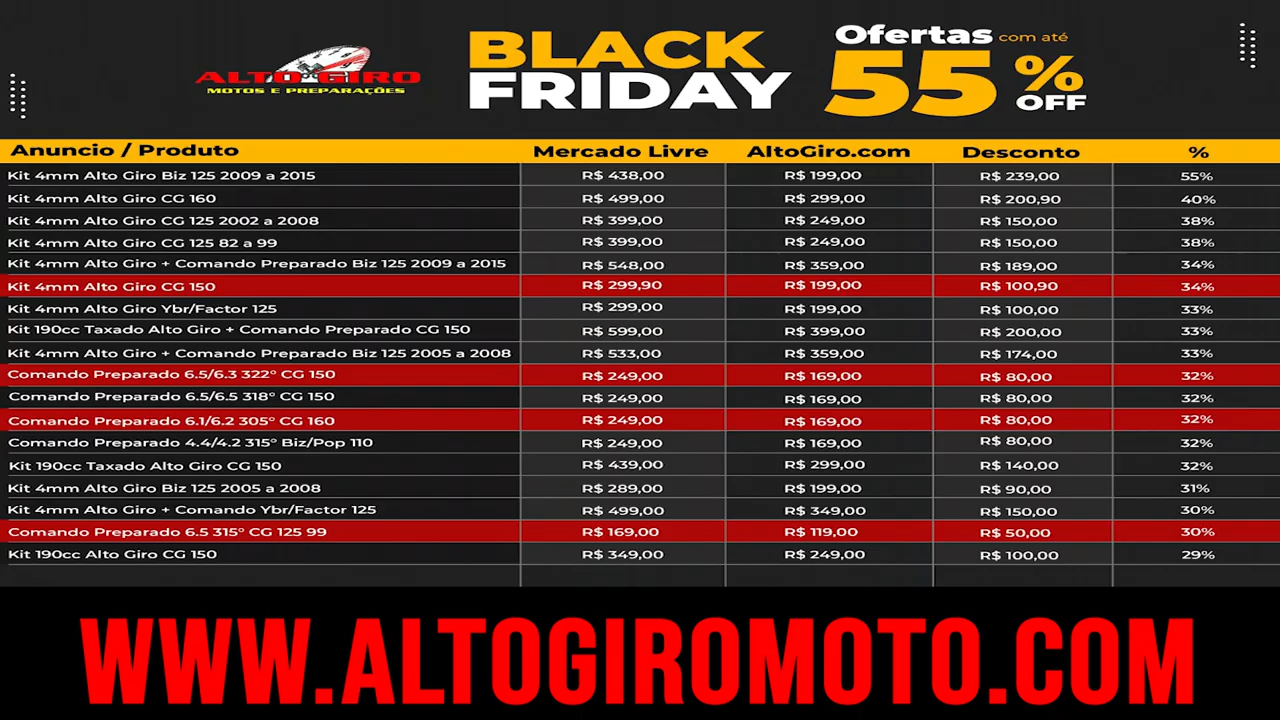 ALTO GIRO
MOTOS E PREPARAÇÕES
BLACK
FRIDAY
Ofertas com até
55%
OFF
Anuncio / Produto Mercado Livre AltoGiro.com Desconto %
Kit 4mm Alto Giro Biz 125 2009 a 2015 R$ 438,00 R$ 199,00 R$ 239,00 55%
Kit 4mm Alto Giro CG 160 R$ 499,00 R$ 299,00 R$ 200,90 40%
Kit 4mm Alto Giro CG 125 2002 a 2008 R$ 399,00 R$ 249,00 R$ 150,00 38%
Kit 4mm Alto Giro CG 125 82 a 99 R$ 399,00 R$ 249,00 R$ 150,00 38%
Kit 4mm Alto Giro + Comando Preparado Biz 125 2009 a 2015 R$ 548,00 R$ 359,00 R$ 189,00 34%
Kit 4mm Alto Giro CG 150 R$ 299,90 R$ 199,00 R$ 100,90 34%
Kit 4mm Alto Giro Ybr/Factor 125 R$ 299,00 R$ 199,00 R$ 100,00 33%
Kit 190cc Taxado Alto Giro + Comando Preparado CG 150 R$ 599,00 R$ 399,00 R$ 200,00 33%
Kit 4mm Alto Giro + Comando Preparado Biz 125 2005 a 2008 R$ 533,00 R$ 359,00 R$ 174,00 33%
Comando Preparado 6.5/6.3 322° CG 150 R$ 249,00 R$ 169,00 R$ 80,00 32%
Comando Preparado 6.5/6.5 318° CG 150 R$ 249,00 R$ 169,00 R$ 80,00 32%
Comando Preparado 6.1/6.2 305° CG 160 R$ 249,00 R$ 169,00 R$ 80,00 32%
Comando Preparado 4.4/4.2 315° Biz/Pop 110 R$ 249,00 R$ 169,00 R$ 80,00 32%
Kit 190cc Taxado Alto Giro CG 150 R$ 439,00 R$ 299,00 R$ 140,00 32%
Kit 4mm Alto Giro Biz 125 2005 a 2008 R$ 289,00 R$ 199,00 R$ 90,00 31%
Kit 4mm Alto Giro + Comando Ybr/Factor 125 R$ 499,00 R$ 349,00 R$ 150,00 30%
Comando Preparado 6.5 315° CG 125 99 R$ 169,00 R$ 119,00 R$ 50,00 30%
Kit 190cc Alto Giro CG 150 R$ 349,00 R$ 249,00 R$ 100,00 29%
WWW.ALTOGIROMOTO.COM